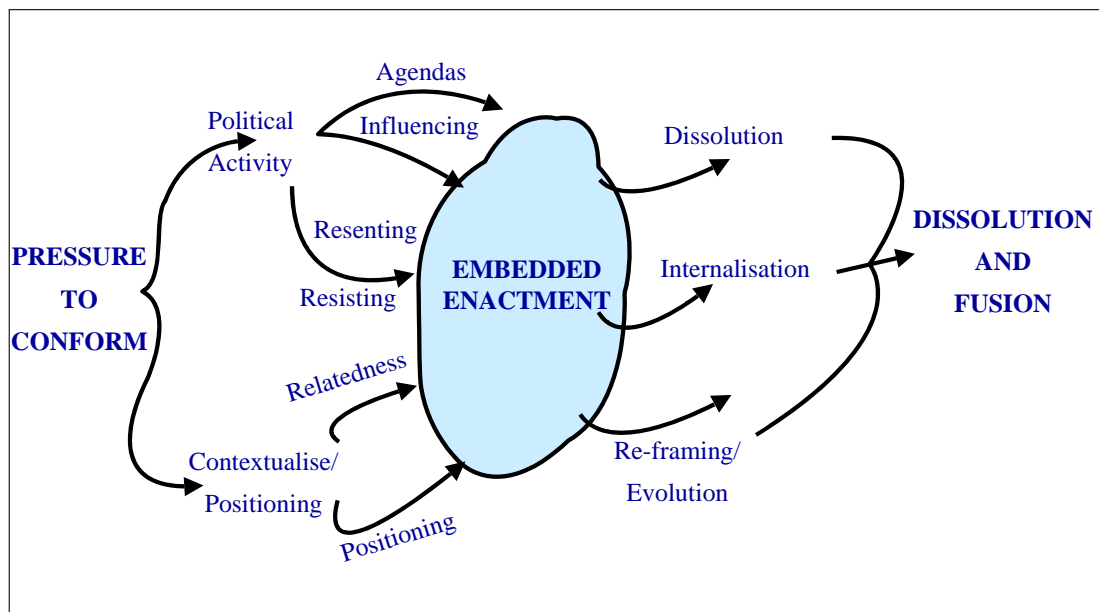 PRESSURE
TO
CONFORM
Political
Activity
Agendas
Influencing
Resenting
Resisting
Contextualise/
Positioning
Relatedness
Positioning
EMBEDDED
ENACTMENT
Dissolution
Internalisation
Re-framing/
Evolution
DISSOLUTION
AND
FUSION